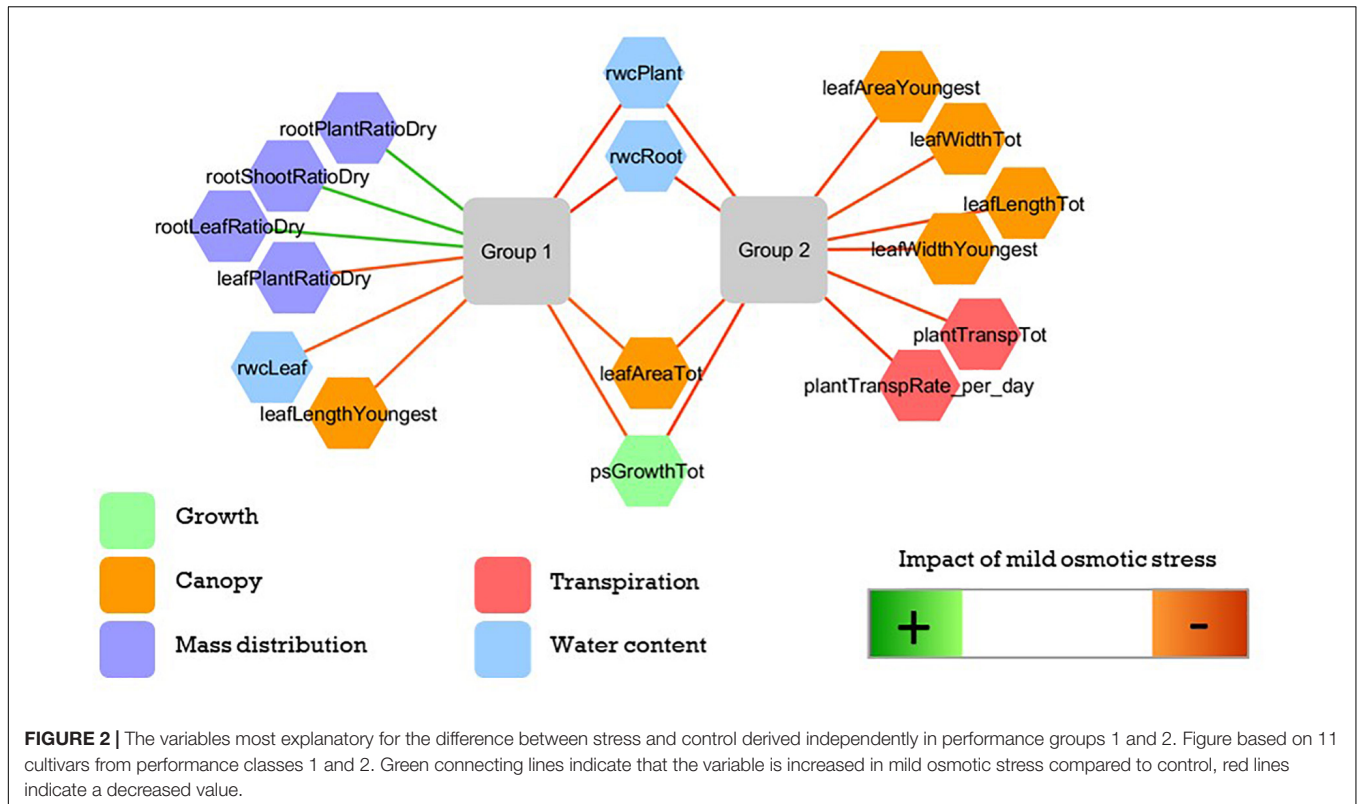 rwcPlant
leafAreaYoungest
rootPlantRatioDry
leafWidthTot
rwcRoot
rootShootRatioDry
leafLengthTot
rootLeafRatioDry
Group 1
Group 2
leafWidthYoungest
leafPlantRatioDry
plantTranspTot
rwcLeaf
leafAreaTot
plantTranspRate_per_day
leafLengthYoungest
psGrowthTot
Growth
Canopy
Mass distribution
Transpiration
Water content
Impact of mild osmotic stress
+
-
FIGURE 2 | The variables most explanatory for the difference between stress and control derived independently in performance groups 1 and 2. Figure based on 11
cultivars from performance classes 1 and 2. Green connecting lines indicate that the variable is increased in mild osmotic stress compared to control, red lines
indicate a decreased value.